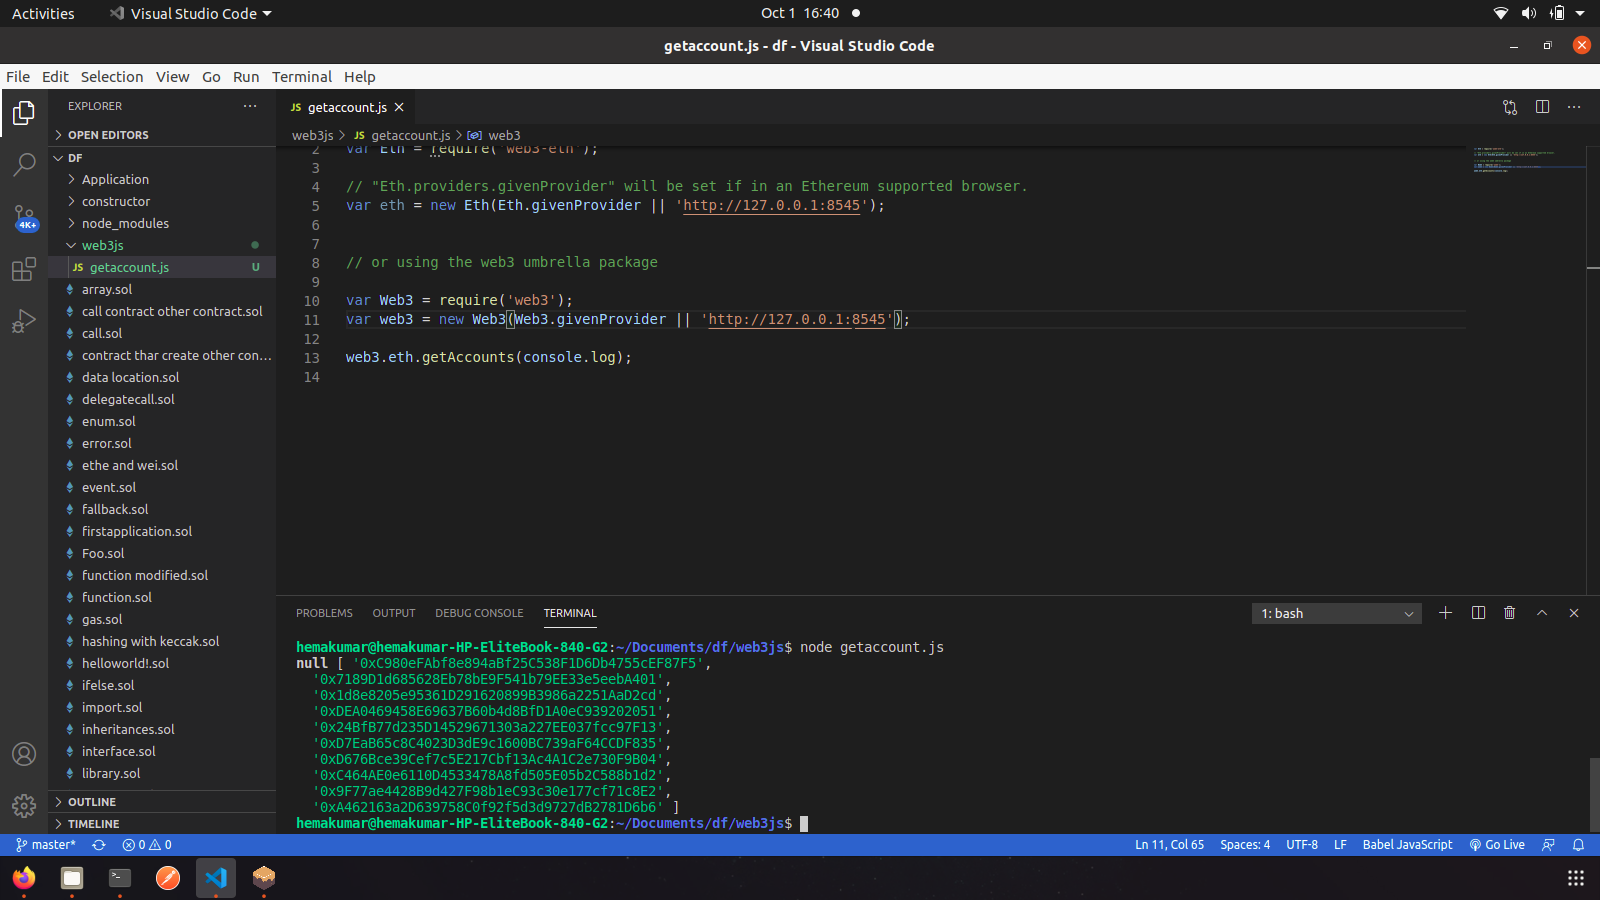 Activities
Visual Studio Code
Oct 1 16:40
getaccount.js - df - Visual Studio Code
File Edit Selection View Go Run Terminal Help
EXPLORER
OPEN EDITORS
DF
Application
constructor
node_modules
web3js
getaccount.js U
array.sol
call contract other contract.sol
call.sol
contract thar create other con...
data location.sol
delegatecall.sol
enum.sol
error.sol
ethe and wei.sol
event.sol
fallback.sol
firstapplication.sol
Foo.sol
function modified.sol
function.sol
gas.sol
hashing with keccak.sol
helloworld!.sol
ifelse.sol
import.sol
inheritances.sol
interface.sol
library.sol
OUTLINE
TIMELINE
4K+
JS getaccount.js
web3js > JS getaccount.js > web3
2 var Eth = require('web3-eth');
3
4 // "Eth.providers.givenProvider" will be set if in an Ethereum supported browser.
5 var eth = new Eth(Eth.givenProvider || 'http://127.0.0.1:8545');
6
7
8 // or using the web3 umbrella package
9
10 var Web3 = require('web3');
11 var web3 = new Web3(Web3.givenProvider || 'http://127.0.0.1:8545');
12
13 web3.eth.getAccounts(console.log);
14
PROBLEMS OUTPUT DEBUG CONSOLE TERMINAL
1: bash
hemakumar@hemakumar-HP-EliteBook-840-G2:~/Documents/df/web3js$ node getaccount.js
null [ '0xC980eFAbf8e894aBf25C538F1D6Db4755cEF87F5',
'0x7189D1d685628Eb78bE9F541b79EE33e5eebA401',
'0x1d8e8205e95361D291620899B3986a2251AaD2cd',
'0xDEA0469458E69637B60b4d8BfD1A0eC939202051',
'0x24BfB77d235D14529671303a227EE037fcc97F13',
'0xD7EaB65c8C4023D3dE9c1600BC739aF64CCDF835',
'0xD676Bce39Cef7c5E217Cbf13Ac4A1C2e730F9B04',
'0xC464AE0e6110D4533478A8fd505E05b2C588b1d2',
'0x9F77ae4428B9d427F98b1eC93c30e177cf71c8E2',
'0xA462163a2D639758C0f92f5d3d9727dB2781D6b6' ]
hemakumar@hemakumar-HP-EliteBook-840-G2:~/Documents/df/web3js$
master* 0 0
Ln 11, Col 65 Spaces: 4 UTF-8 LF Babel JavaScript Go Live